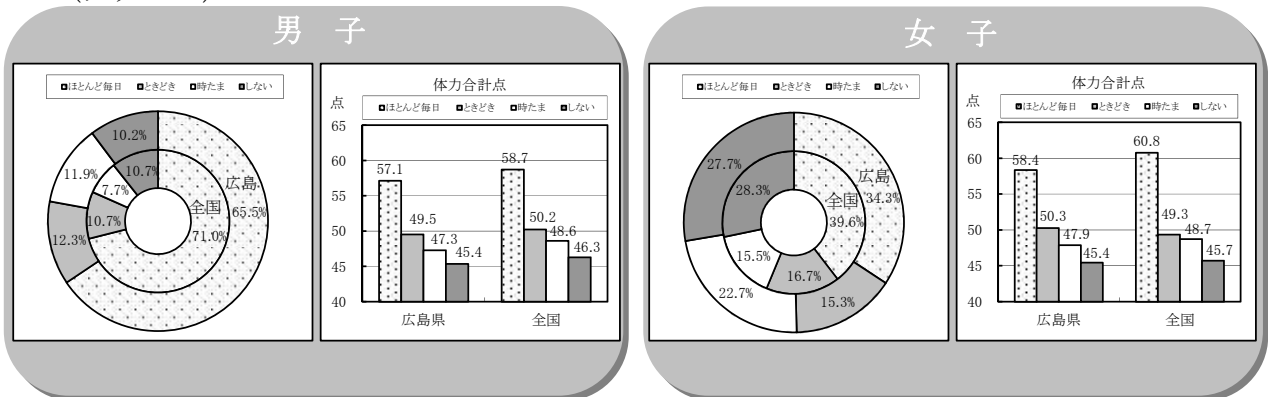 男 子
■ほとんど毎日 ■ときどき □時たま ■しない
10.2%
11.9%
10.7%
7.7%
広島
65.5%
全国
71.0%
10.7%
12.3%
体力合計点
点
■ほとんど毎日 ■ときどき □時たま ■しない
65
60
55
50
45
40
57.1
49.5
47.3
45.4
58.7
50.2
48.6
46.3
広島県 全国
女 子
■ほとんど毎日 ■ときどき □時たま ■しない
27.7%
28.3%
広島
34.3%
全国
39.6%
15.5%
16.7%
22.7%
15.3%
体力合計点
点
■ほとんど毎日 ■ときどき □時たま ■しない
65
60
55
50
45
40
58.4
50.3
47.9
45.4
60.8
49.3
48.7
45.7
広島県 全国